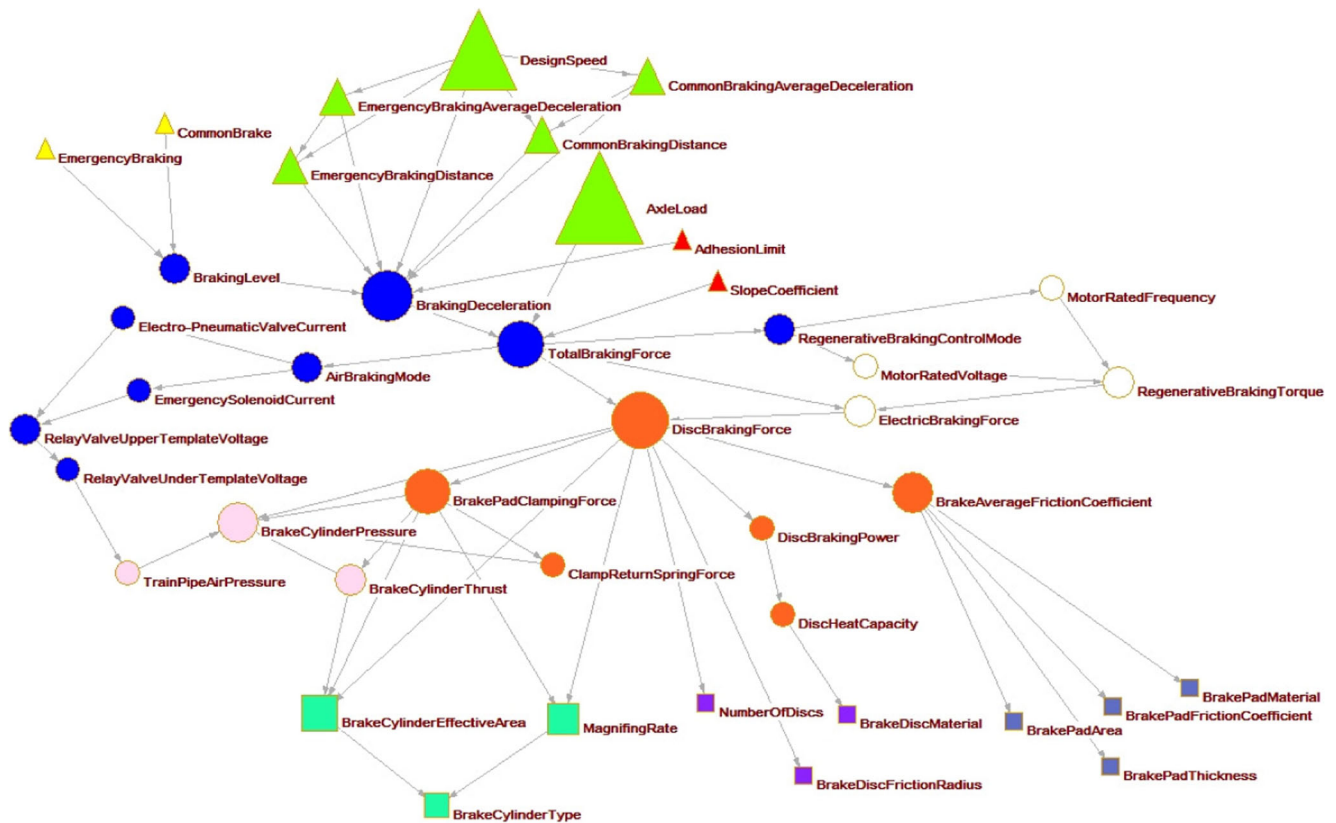 DesignSpeed
CommonBrakingAverageDeceleration
EmergencyBrakingAverageDeceleration
CommonBrake
CommonBrakingDistance
EmergencyBraking
EmergencyBrakingDistance
AxleLoad
AdhesionLimit
BrakingLevel
SlopeCoefficient
MotorRatedFrequency
BrakingDeceleration
Electro-PneumaticValveCurrent
RegenerativeBrakingControlMode
TotalBrakingForce
AirBrakingMode
MotorRatedVoltage
RegenerativeBrakingTorque
EmergencySolenoidCurrent
ElectricBrakingForce
DiscBrakingForce
RelayValveUpperTemplateVoltage
RelayValveUnderTemplateVoltage
BrakePadClampingForce
BrakeAverageFrictionCoefficient
BrakeCylinderPressure
DiscBrakingPower
ClampReturnSpringForce
TrainPipeAirPressure
BrakeCylinderThrust
DiscHeatCapacity
BrakePadMaterial
NumberOfDiscs
BrakePadFrictionCoefficient
BrakeCylinderEffectiveArea
BrakeDiscMaterial
MagnifingRate
BrakePadArea
BrakePadThickness
BrakeDiscFrictionRadius
BrakeCylinderType